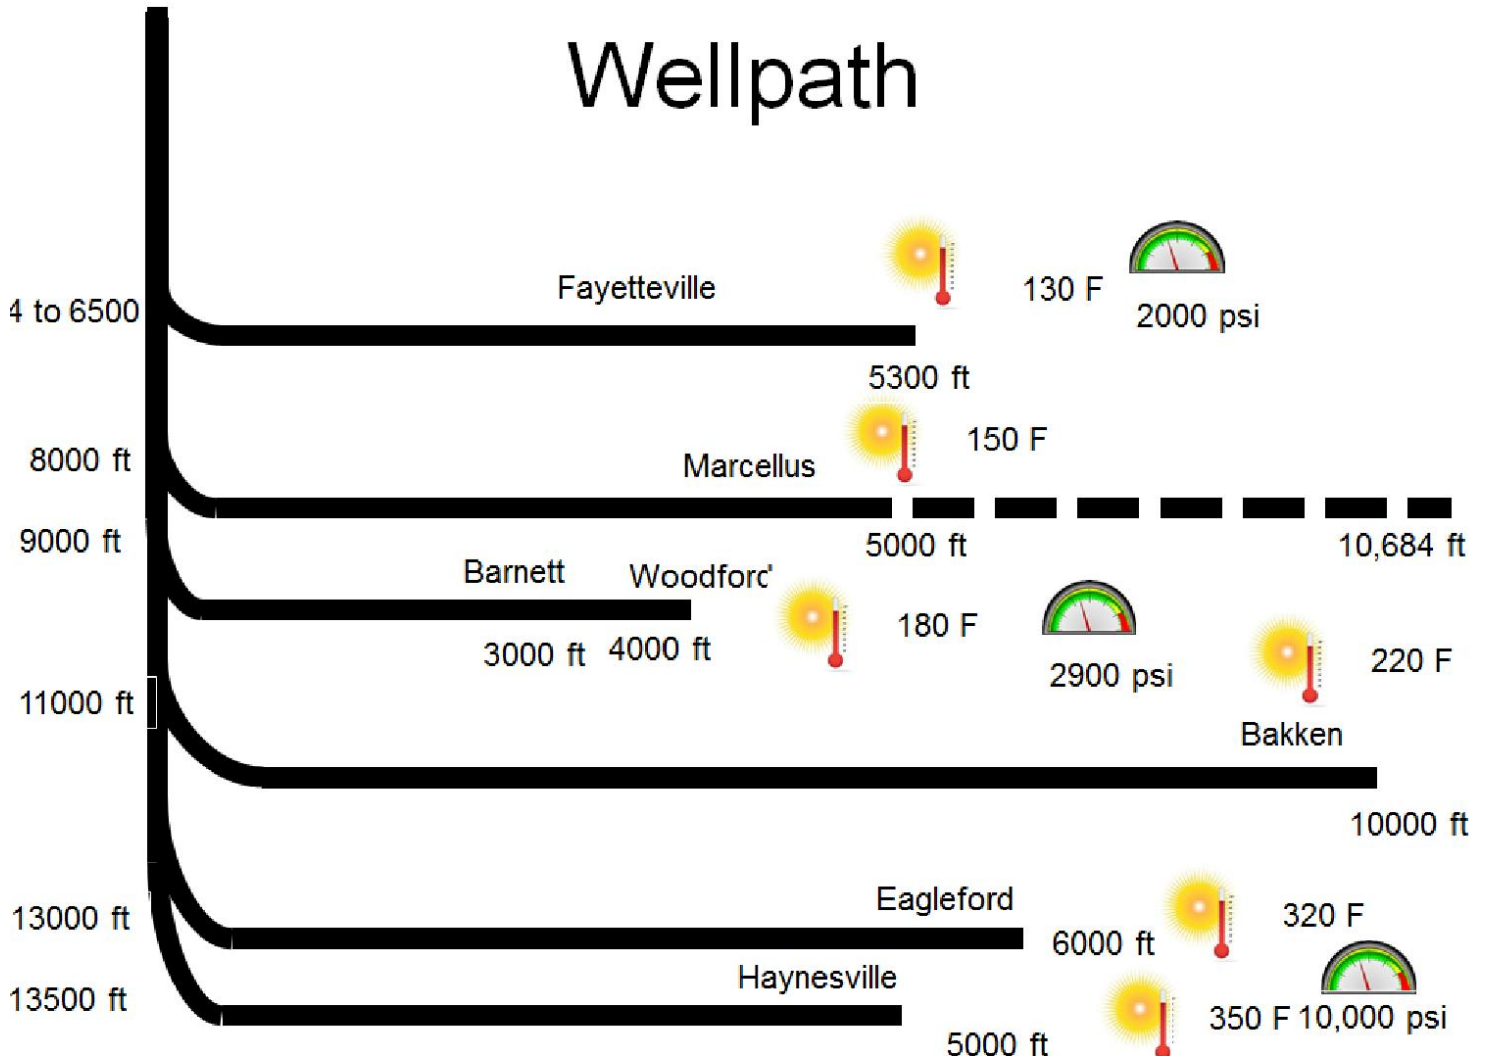 Wellpath
Fayetteville
130 F
4 to 6500
2000 psi
5300 ft
150 F
8000 ft
Marcellus
9000 ft
5000 ft
10,684 ft
Barnett
180 F
3000 ft
4000 ft
2900 psi
220 F
11000 ft
Bakken
10000 ft
Eagleford
320 F
13000 ft
6000 ft
Haynesville
13500 ft
350 F
10,000 psi
5000 ft